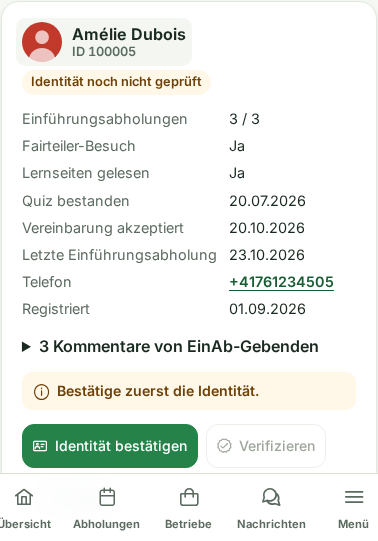 Amélie Dubois
ID 100005
Identität noch nicht geprüft
Einführungsabholungen 3 / 3
Fairteiler-Besuch Ja
Lernseiten gelesen Ja
Quiz bestanden 20.07.2026
Vereinbarung akzeptiert 20.10.2026
Letzte Einführungsabholung 23.10.2026
Telefon +41761234505
Registriert 01.09.2026
3 Kommentare von EinAb-Gebenden
Bestätige zuerst die Identität.
Identität bestätigen Verifizieren
Übersicht Abholungen Betriebe Nachrichten Menü